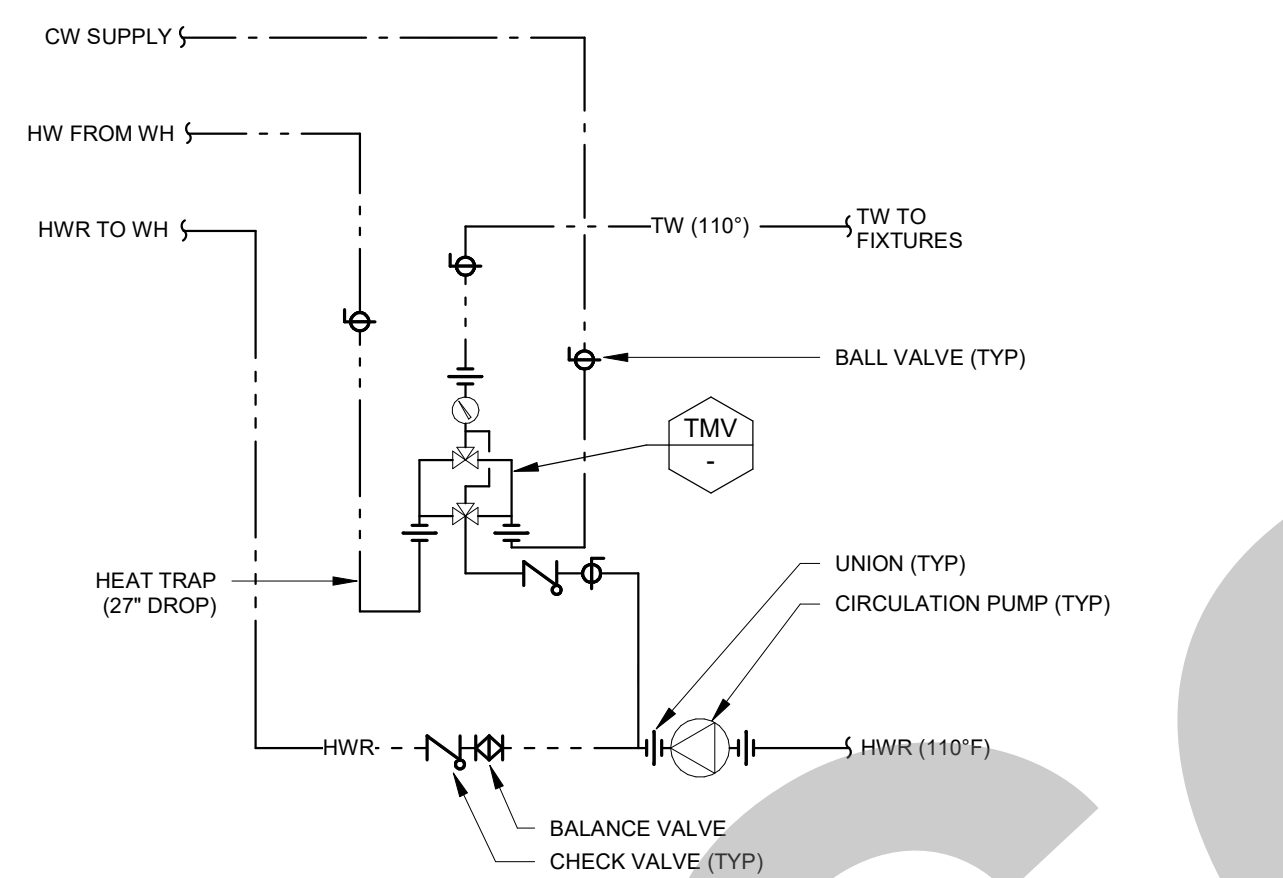 CW SUPPLY
HW FROM WH
HWR TO WH
TW (110°)
TW TO
FIXTURES
BALL VALVE (TYP)
TMV
-
HEAT TRAP
(27" DROP)
UNION (TYP)
CIRCULATION PUMP (TYP)
HWR
HWR (110°F)
BALANCE VALVE
CHECK VALVE (TYP)